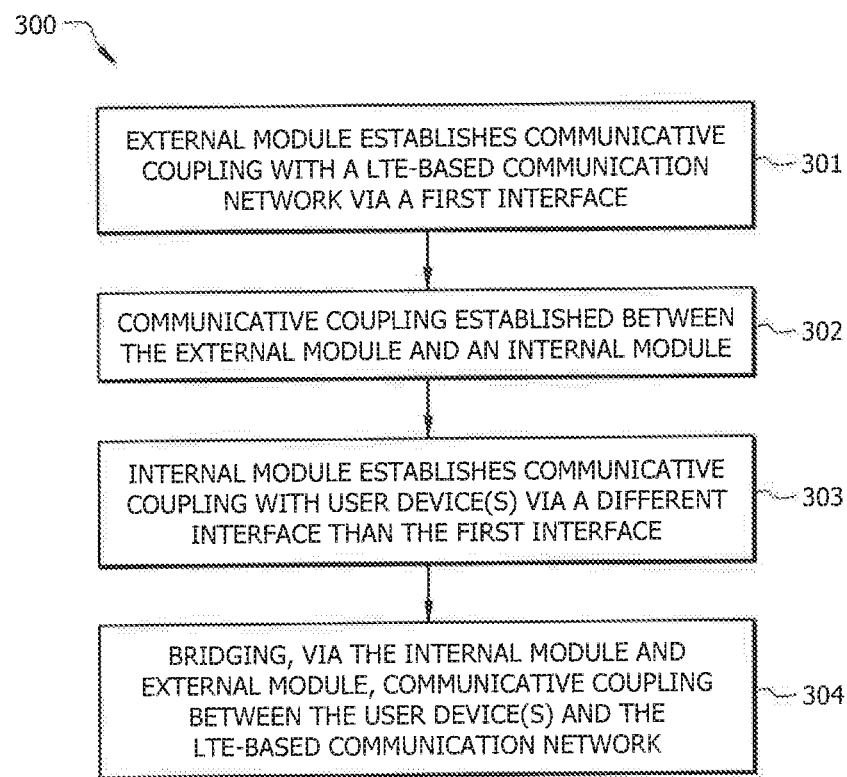 300
EXTERNAL MODULE ESTABLISHES COMMUNICATIVE
COUPLING WITH A LTE-BASED COMMUNICATION
NETWORK VIA A FIRST INTERFACE
301
COMMUNICATIVE COUPLING ESTABLISHED BETWEEN
THE EXTERNAL MODULE AND AN INTERNAL MODULE
302
INTERNAL MODULE ESTABLISHES COMMUNICATIVE
COUPLING WITH USER DEVICE(S) VIA A DIFFERENT
INTERFACE THAN THE FIRST INTERFACE
303
BRIDGING, VIA THE INTERNAL MODULE AND
EXTERNAL MODULE, COMMUNICATIVE COUPLING
BETWEEN THE USER DEVICE(S) AND THE
LTE-BASED COMMUNICATION NETWORK
304